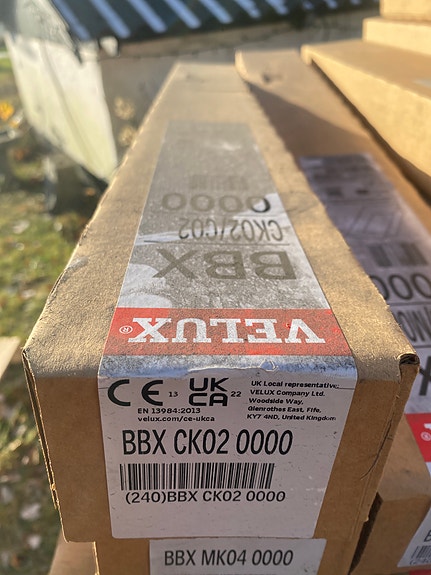 0000
CK02/C02
BBX
VELUX®
CE 13 UK CA 22
EN 13984:2013
velux.com/ce-ukca
UK Local representative:
VELUX Company Ltd.
Woodside Way,
Glenrothes East, Fife,
KY7 4ND, United Kingdom
BBX CK02 0000
(240)BBX CK02 0000
BBX MK04 0000
0000